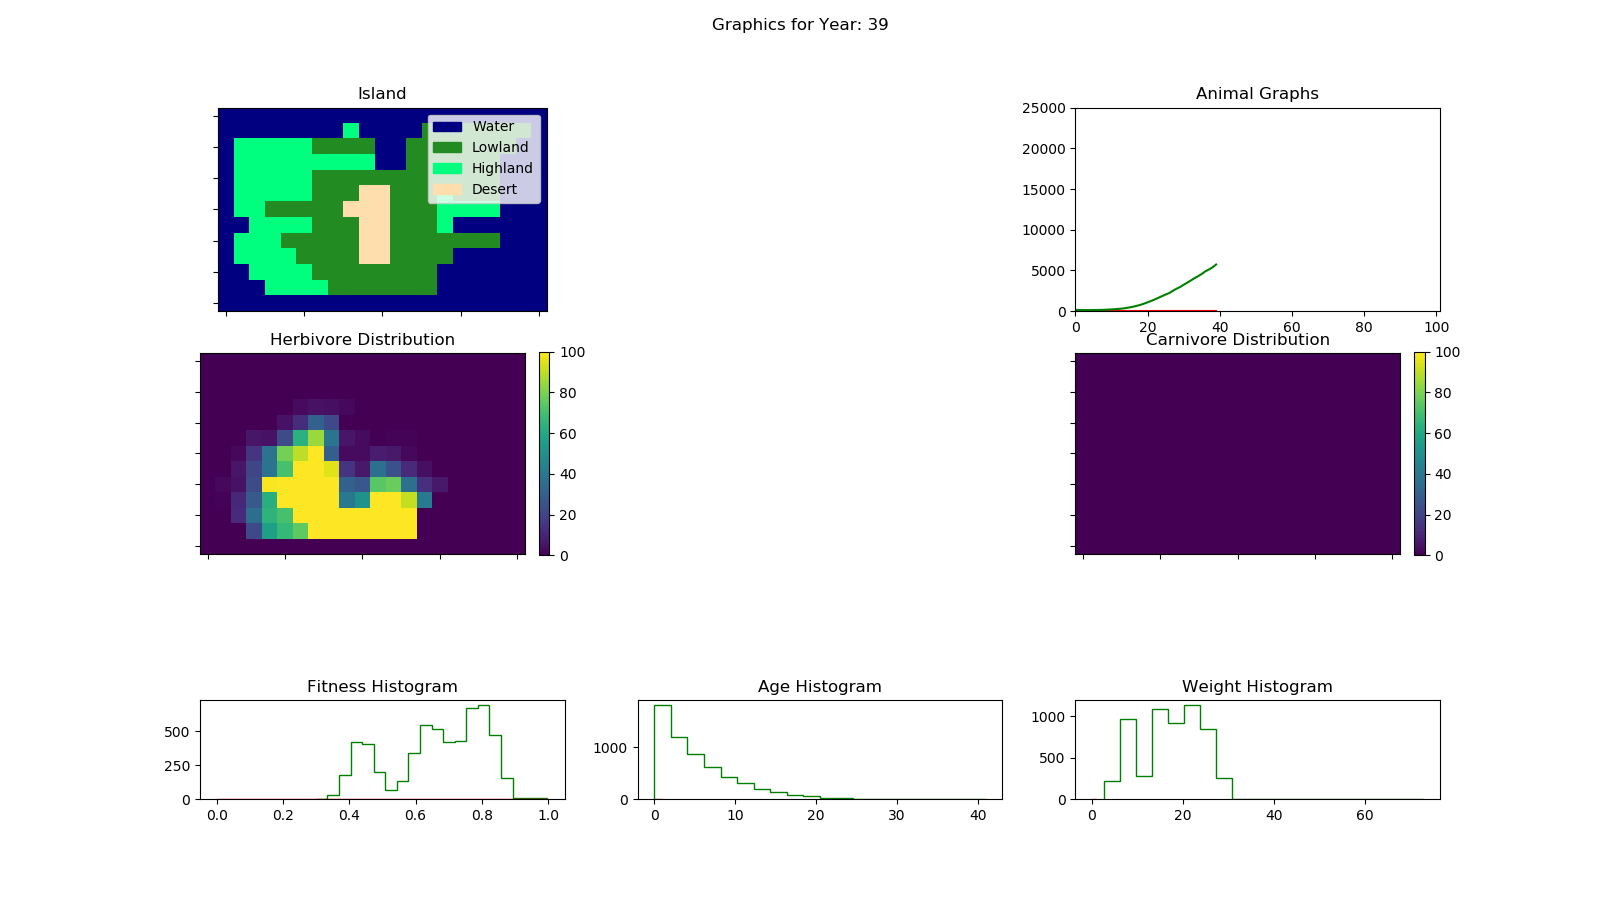 Graphics for Year: 39
Island
Water
Lowland
Highland
Desert
Animal Graphs
25000
20000
15000
10000
5000
0
0 20 40 60 80 100
Herbivore Distribution
100
80
60
40
20
0
Carnivore Distribution
100
80
60
40
20
0
Fitness Histogram
500
250
0
0.0 0.2 0.4 0.6 0.8 1.0
Age Histogram
1000
0
0 10 20 30 40
Weight Histogram
1000
500
0
0 20 40 60